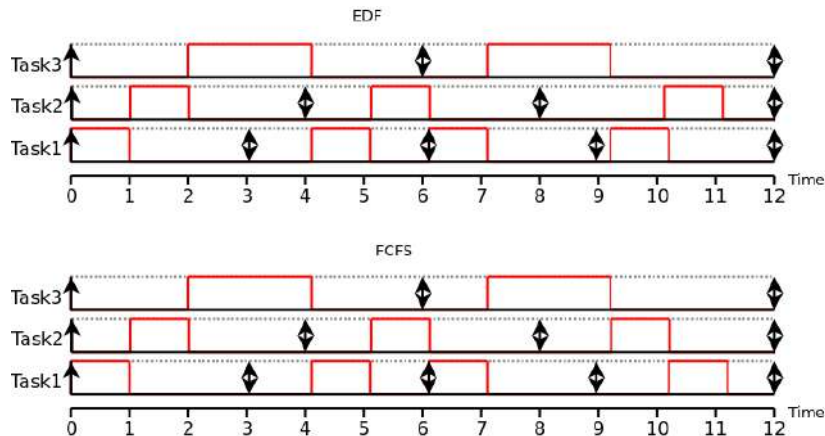 EDF
Task3
Task2
Task1
0 1 2 3 4 5 6 7 8 9 10 11 12 Time
FCFS
Task3
Task2
Task1
0 1 2 3 4 5 6 7 8 9 10 11 12 Time